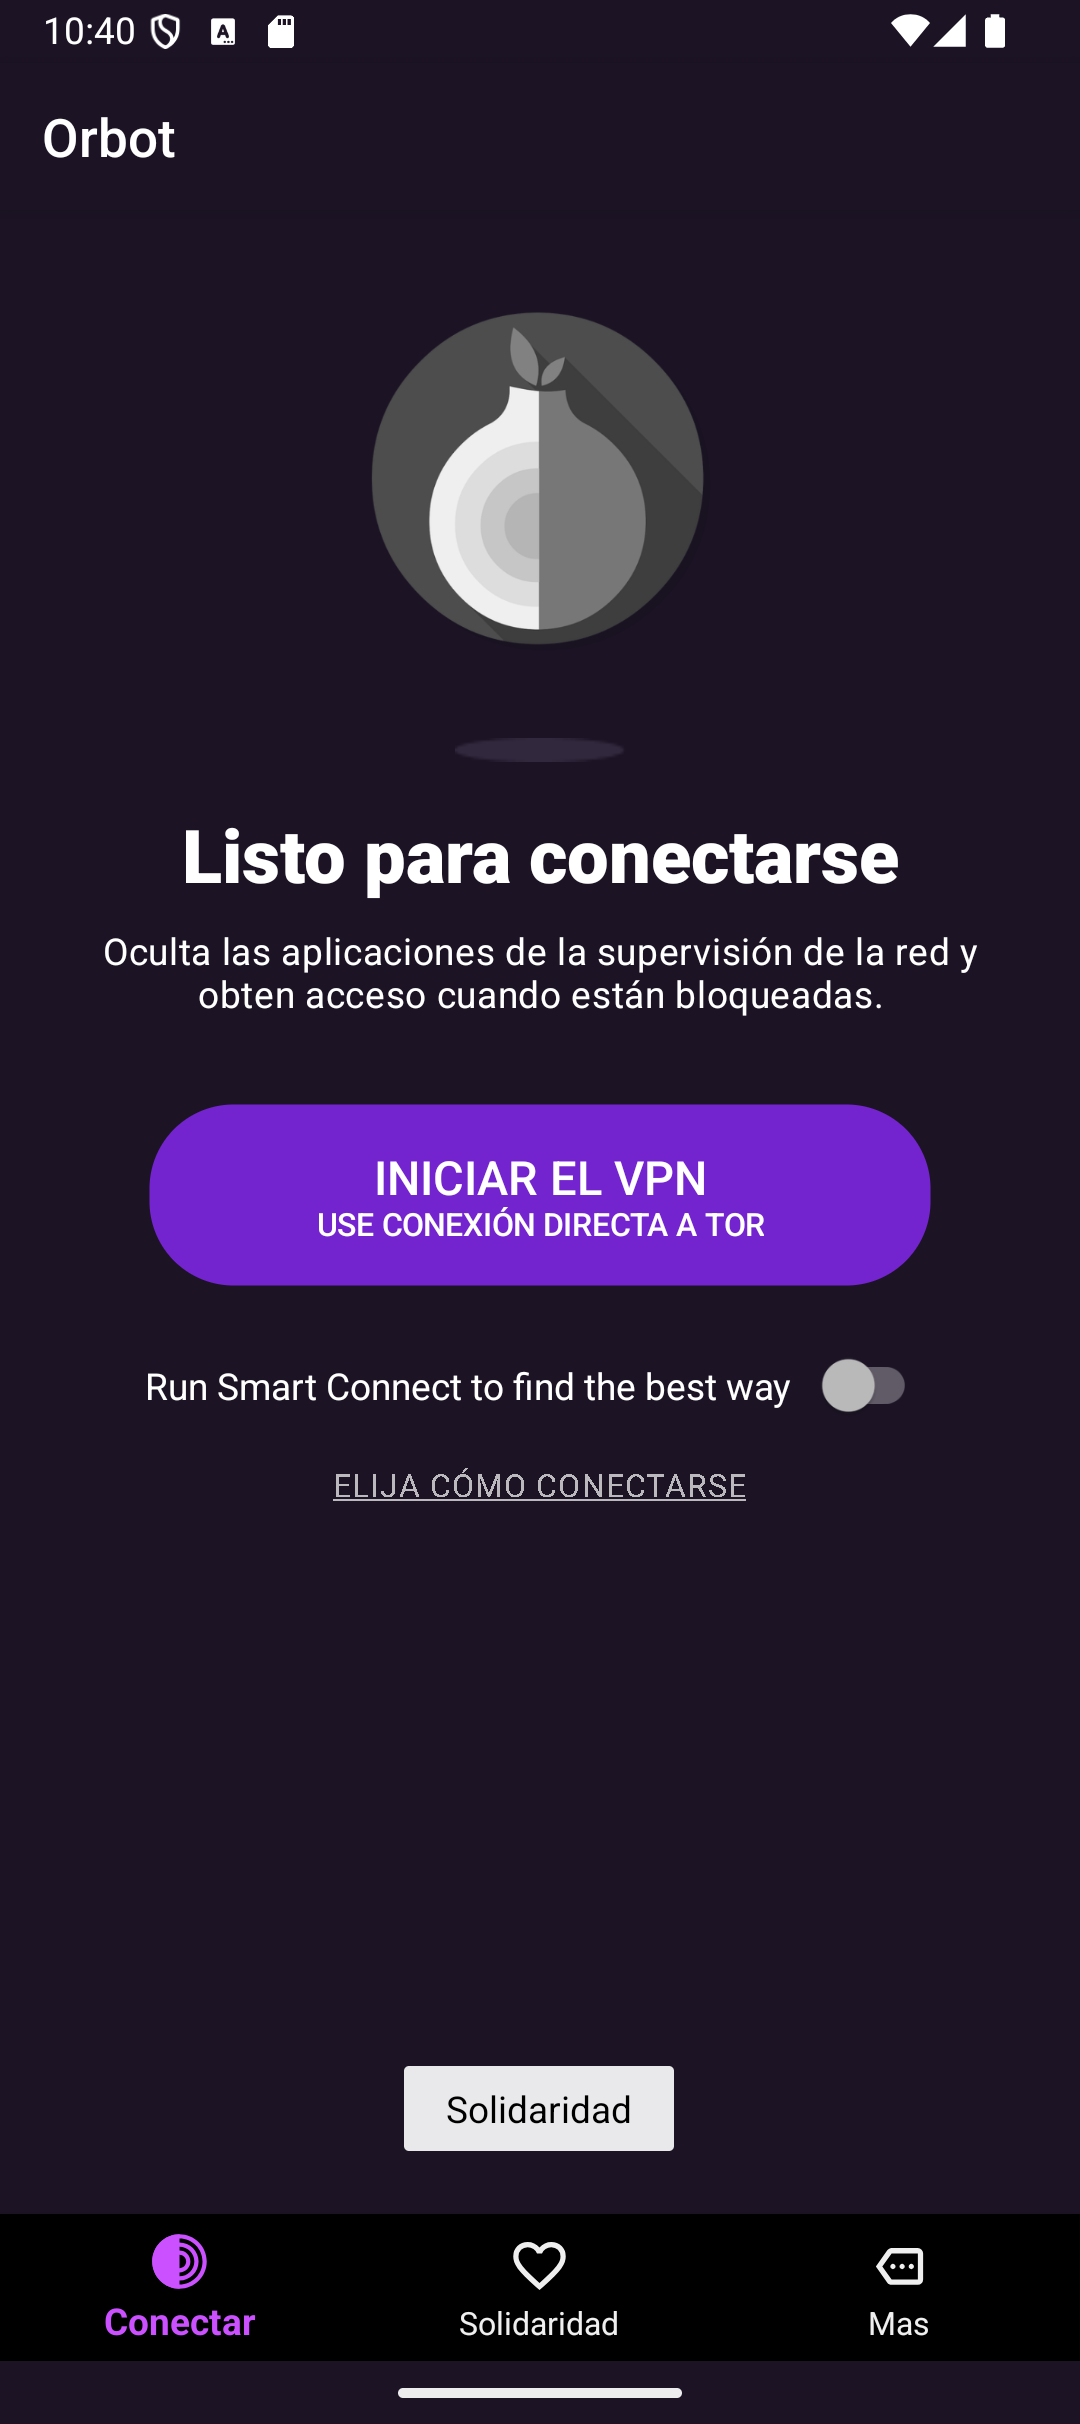 10:40
Orbot
Listo para conectarse
Oculta las aplicaciones de la supervisión de la red y
obten acceso cuando están bloqueadas.
INICIAR EL VPN
USE CONEXIÓN DIRECTA A TOR
Run Smart Connect to find the best way
ELIJA CÓMO CONECTARSE
Solidaridad
Conectar
Solidaridad
Mas